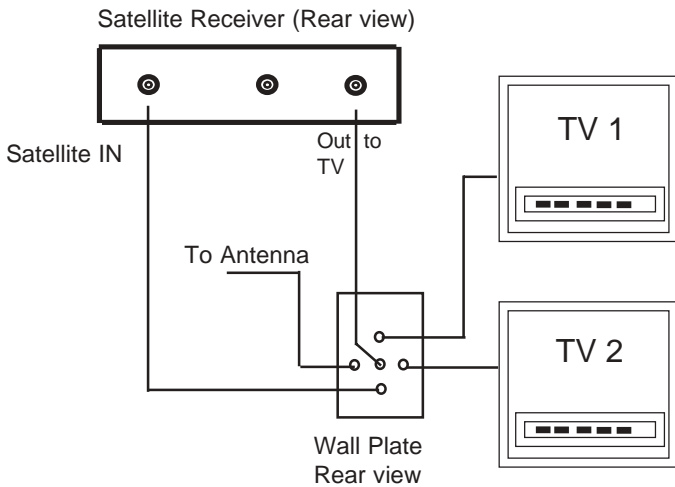 Satellite Receiver (Rear view)
Satellite IN
Out to
TV
TV 1
To Antenna
TV 2
Wall Plate
Rear view